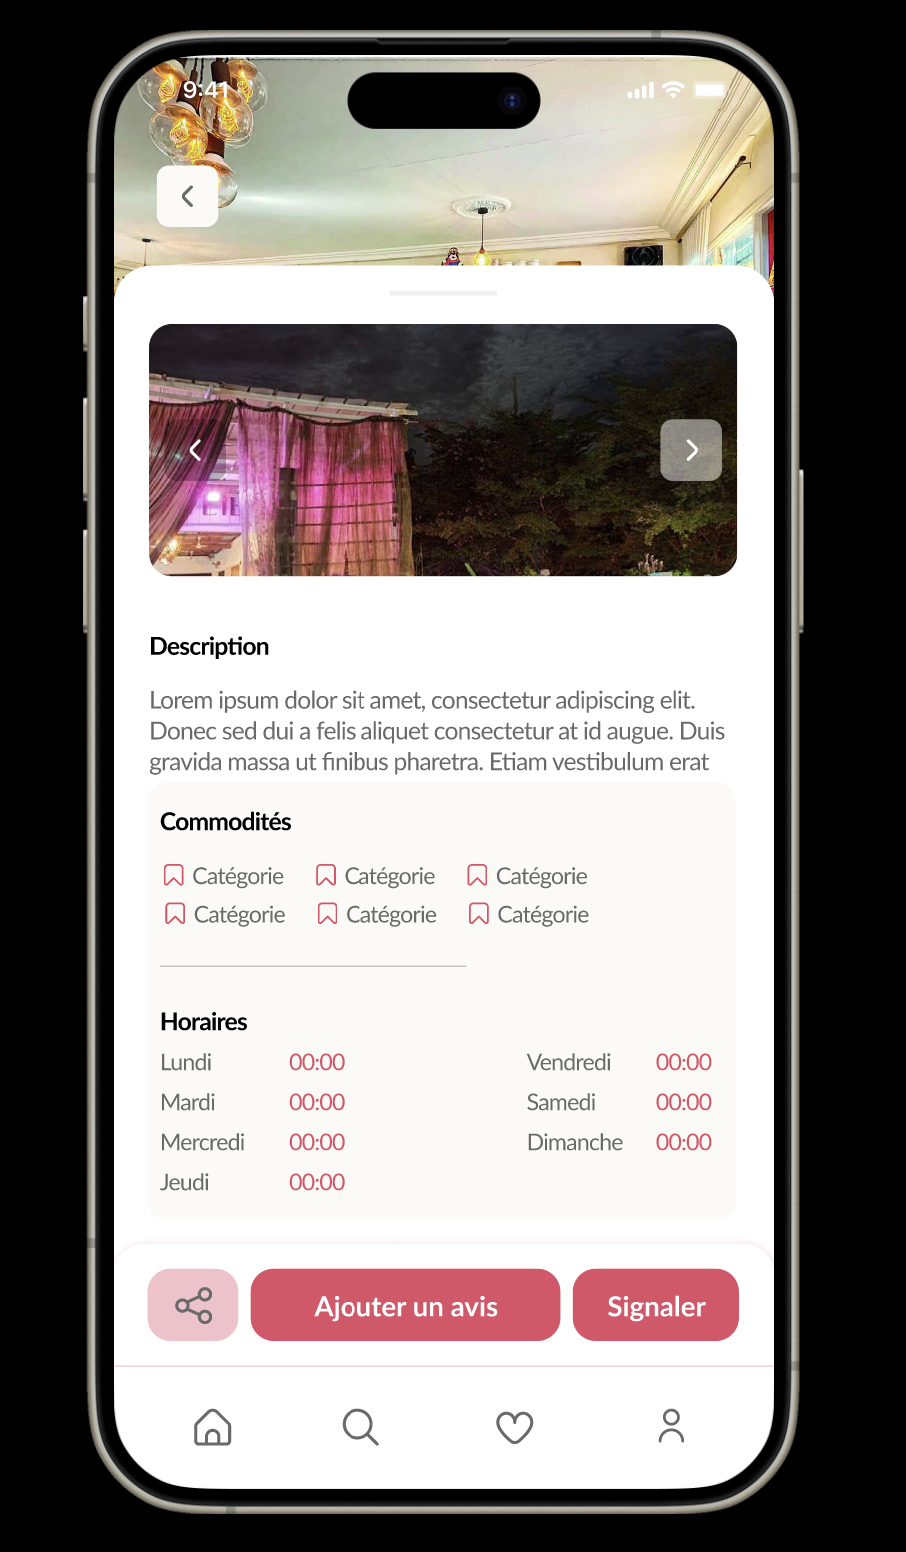 9:41
Description
Lorem ipsum dolor sit amet, consectetur adipiscing elit.
Donec sed dui a felis aliquet consectetur at id augue. Duis
gravida massa ut finibus pharetra. Etiam vestibulum erat
Commodités
Catégorie Catégorie Catégorie
Catégorie Catégorie Catégorie
Horaires
Lundi 00:00 Vendredi 00:00
Mardi 00:00 Samedi 00:00
Mercredi 00:00 Dimanche 00:00
Jeudi 00:00
Ajouter un avis Signaler